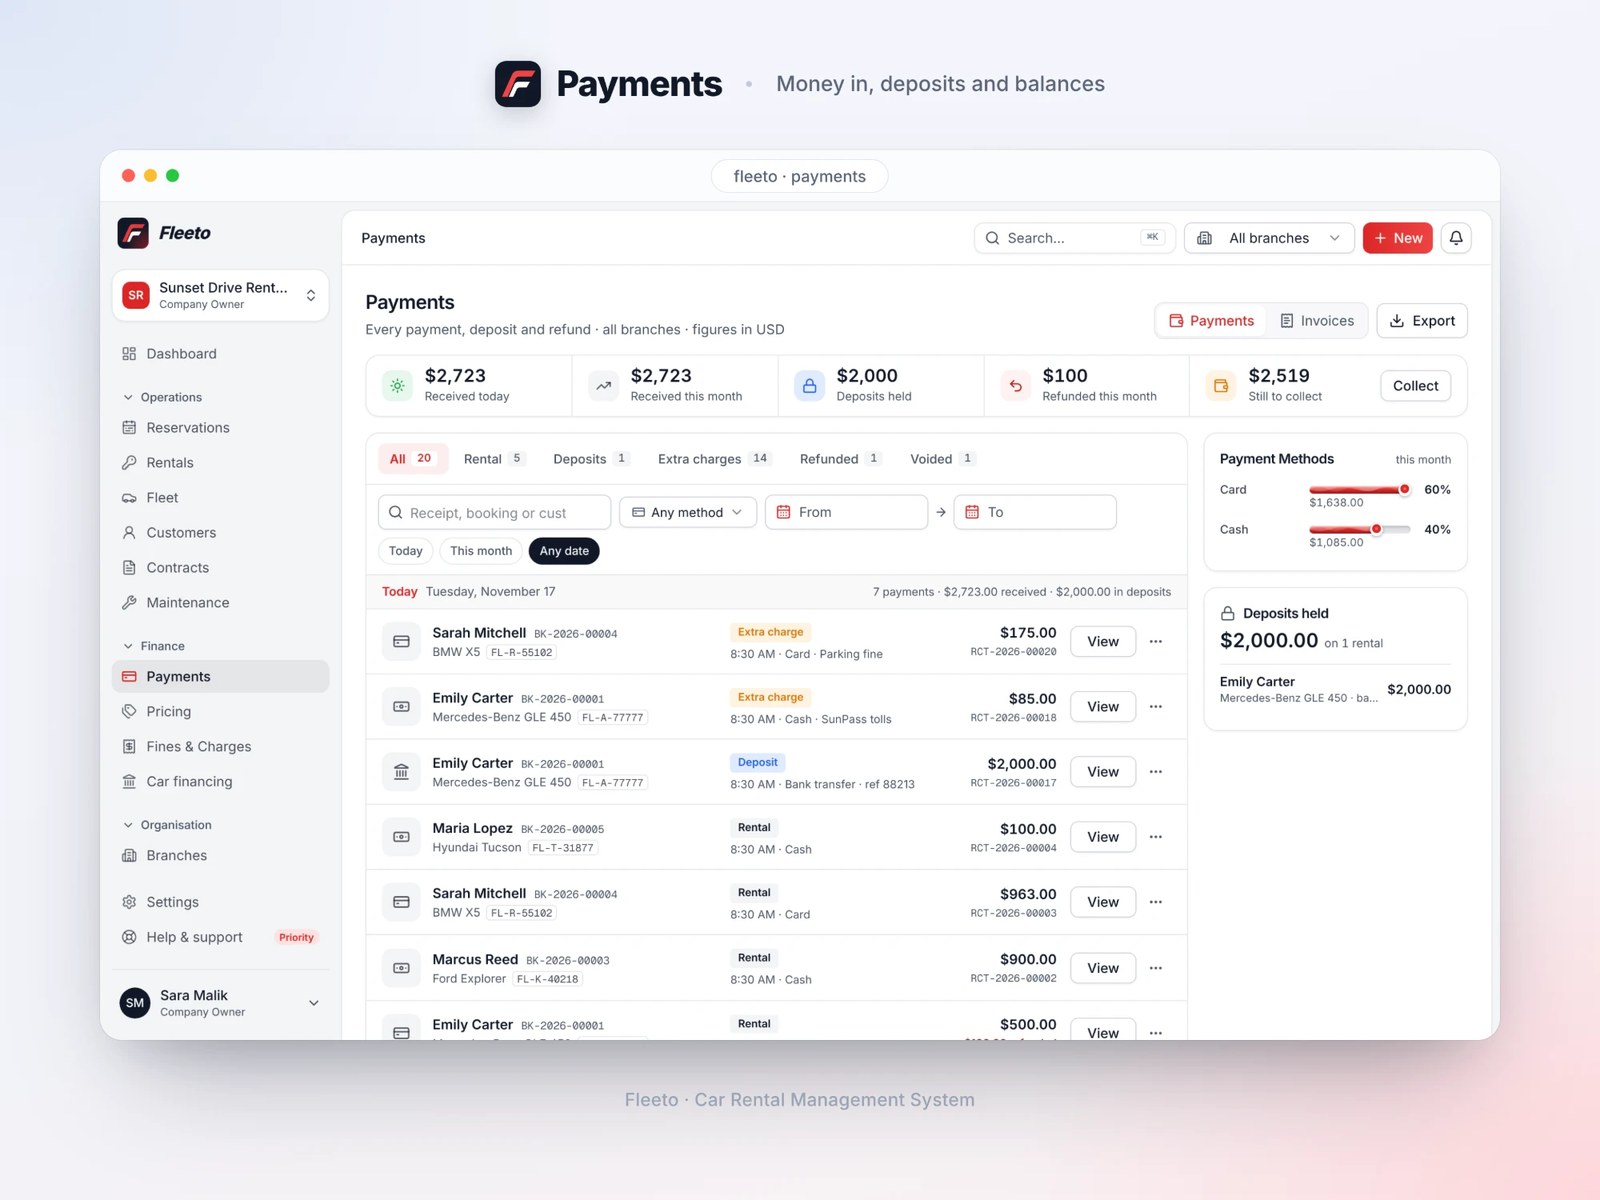 Payments · Money in, deposits and balances
fleeto · payments
Fleeto
SR
Sunset Drive Rent...
Company Owner
Dashboard
Operations
Reservations
Rentals
Fleet
Customers
Contracts
Maintenance
Finance
Payments
Pricing
Fines & Charges
Car financing
Organisation
Branches
Settings
Help & support Priority
SM
Sara Malik
Company Owner
Payments
Search... ⌘K
All branches
+ New
Payments
Every payment, deposit and refund · all branches · figures in USD
Payments
Invoices
Export
$2,723
Received today
$2,723
Received this month
$2,000
Deposits held
$100
Refunded this month
$2,519
Still to collect
Collect
All 20 Rental 5 Deposits 1 Extra charges 14 Refunded 1 Voided 1
Receipt, booking or cust
Any method
From → To
Today This month Any date
Today Tuesday, November 17 7 payments · $2,723.00 received · $2,000.00 in deposits
Sarah Mitchell BK-2026-00004
BMW X5 FL-R-55102
Extra charge
8:30 AM · Card · Parking fine
$175.00
RCT-2026-00020
View
Emily Carter BK-2026-00001
Mercedes-Benz GLE 450 FL-A-77777
Extra charge
8:30 AM · Cash · SunPass tolls
$85.00
RCT-2026-00018
View
Emily Carter BK-2026-00001
Mercedes-Benz GLE 450 FL-A-77777
Deposit
8:30 AM · Bank transfer · ref 88213
$2,000.00
RCT-2026-00017
View
Maria Lopez BK-2026-00005
Hyundai Tucson FL-T-31877
Rental
8:30 AM · Cash
$100.00
RCT-2026-00004
View
Sarah Mitchell BK-2026-00004
BMW X5 FL-R-55102
Rental
8:30 AM · Card
$963.00
RCT-2026-00003
View
Marcus Reed BK-2026-00003
Ford Explorer FL-K-40218
Rental
8:30 AM · Cash
$900.00
RCT-2026-00002
View
Emily Carter BK-2026-00001
Rental
$500.00
View
Payment Methods this month
Card 60%
$1,638.00
Cash 40%
$1,085.00
Deposits held
$2,000.00 on 1 rental
Emily Carter
Mercedes-Benz GLE 450 · ba...
$2,000.00
Fleeto · Car Rental Management System